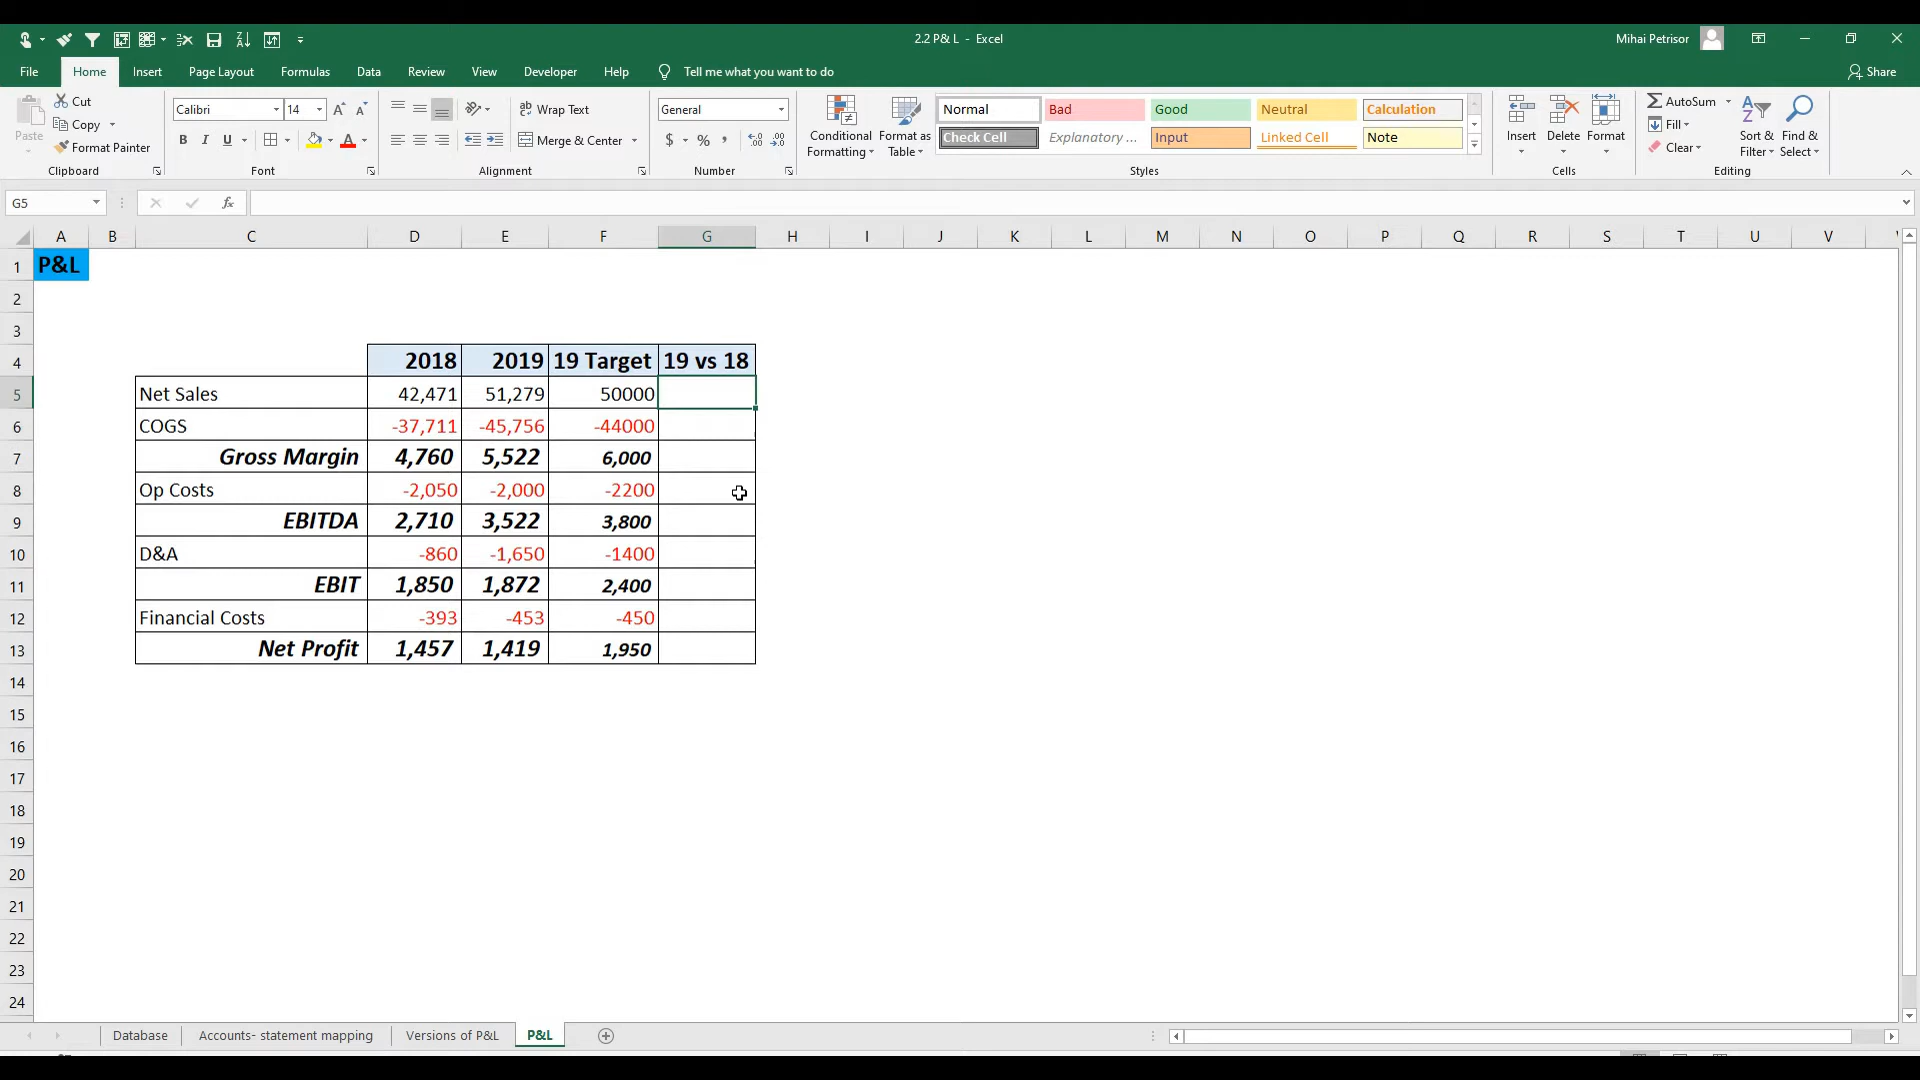 2.2 P& L - Excel
Mihai Petrisor
File Home Insert Page Layout Formulas Data Review View Developer Help Tell me what you want to do Share
Paste
Cut
Copy
Format Painter
Clipboard
Calibri 14
B I U
Font
Wrap Text
Merge & Center
Alignment
General
$ % ,
Number
Conditional Formatting
Format as Table
Normal Bad Good Neutral Calculation
Check Cell Explanatory ... Input Linked Cell Note
Styles
Insert Delete Format
Cells
AutoSum
Fill
Clear
Sort & Filter
Find & Select
Editing
G5 fx
A B C D E F G H I J K L M N O P Q R S T U V
1 P&L
2
3
4 2018 2019 19 Target 19 vs 18
5 Net Sales 42,471 51,279 50000
6 COGS -37,711 -45,756 -44000
7 Gross Margin 4,760 5,522 6,000
8 Op Costs -2,050 -2,000 -2200
9 EBITDA 2,710 3,522 3,800
10 D&A -860 -1,650 -1400
11 EBIT 1,850 1,872 2,400
12 Financial Costs -393 -453 -450
13 Net Profit 1,457 1,419 1,950
14
15
16
17
18
19
20
21
22
23
24
Database Accounts- statement mapping Versions of P&L P&L